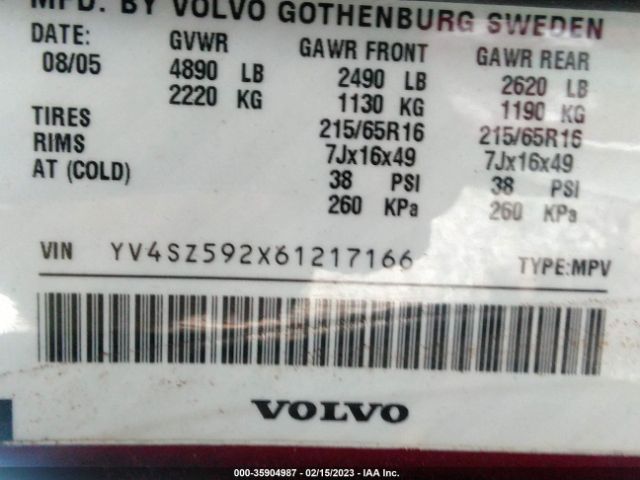 MFD. BY VOLVO GOTHENBURG SWEDEN
DATE: GVWR GAWR FRONT GAWR REAR
08/05 4890 LB 2490 LB 2620 LB
2220 KG 1130 KG 1190 KG
TIRES 215/65R16 215/65R16
RIMS 7Jx16x49 7Jx16x49
AT (COLD) 38 PSI 38 PSI
260 KPa 260 KPa
VIN YV4SZ592X61217166 TYPE:MPV
VOLVO
000-35904987 - 02/15/2023 - IAA Inc.